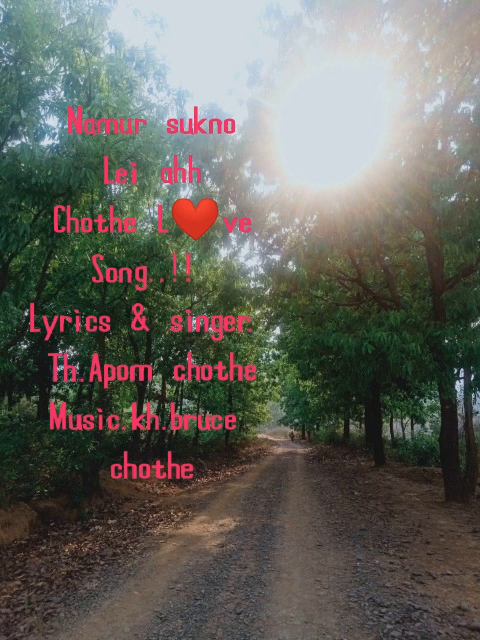 Namur sukno
Lei ahh
Chothe L❤️ve
Song..!!
Lyrics & singer.
Th.Apom chothe
Music.kh.bruce
chothe